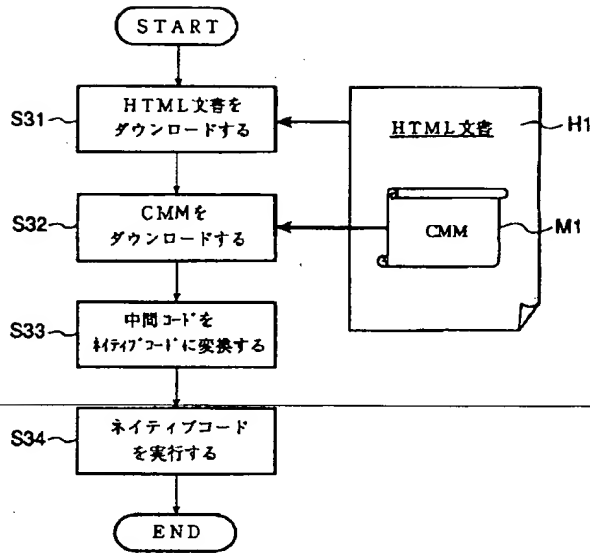 START
S31
HTML文書を
ダウンロードする
HTML文書
H1
S32
CMMを
ダウンロードする
CMM
M1
S33
中間コードを
ネイティブコードに変換する
S34
ネイティブコード
を実行する
END